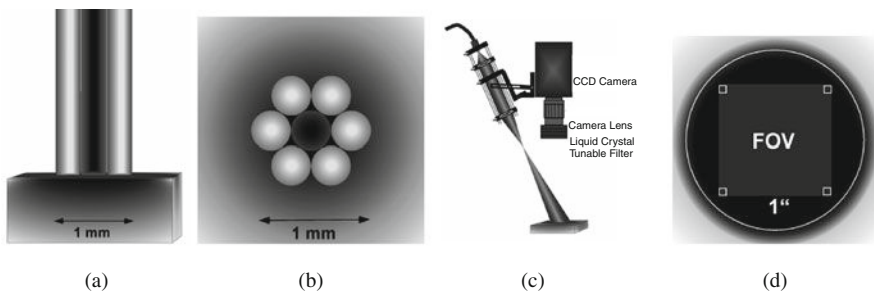 1 mm
1 mm
CCD Camera
Camera Lens
Liquid Crystal
Tunable Filter
FOV
1“
(a)
(b)
(c)
(d)